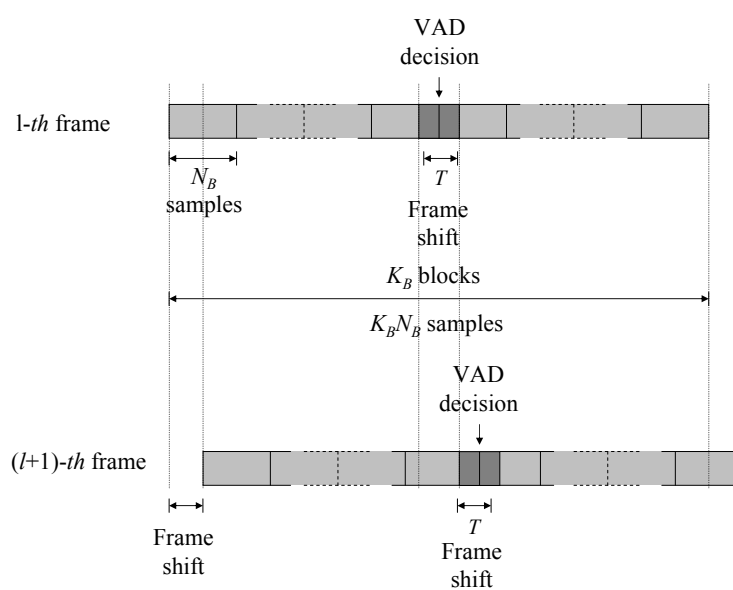 VAD
decision
l-th frame
N_B
samples
T
Frame
shift
K_B blocks
K_BN_B samples
VAD
decision
(l+1)-th frame
Frame
shift
T
Frame
shift